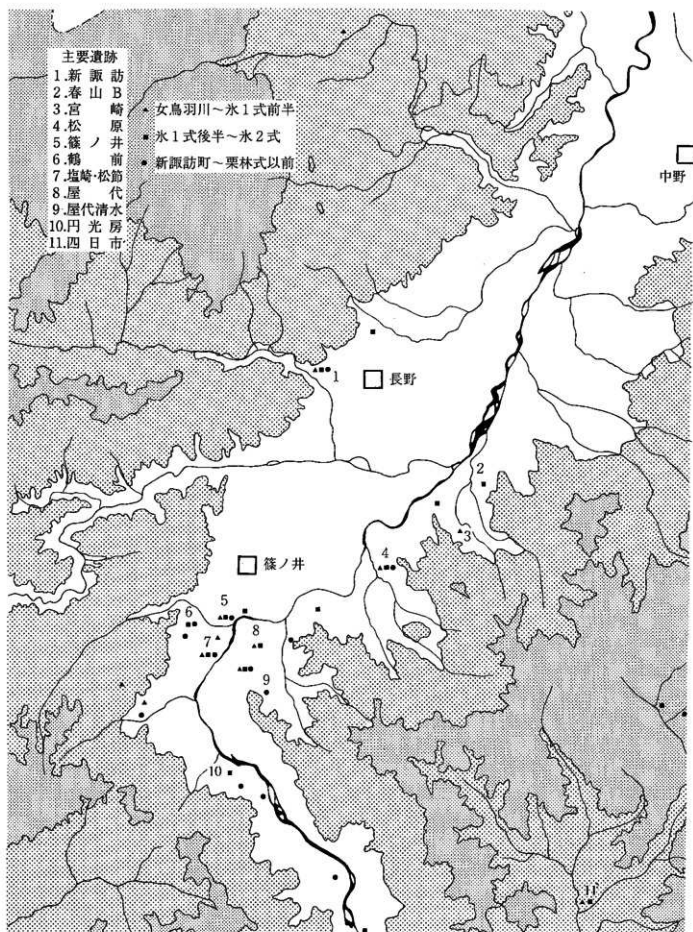 主要遺跡
1.新諏訪
2.春山B
3.宮崎
4.松原
5.篠ノ井
6.鶴前
7.塩崎・松節
8.屋代
9.屋代清水
10.円光房
11.四日市
▲ 女鳥羽川～氷1式前半
■ 氷1式後半～氷2式
● 新諏訪町～栗林式以前
中野
1
長野
2
3
4
篠ノ井
5
6
7
8
9
10
11